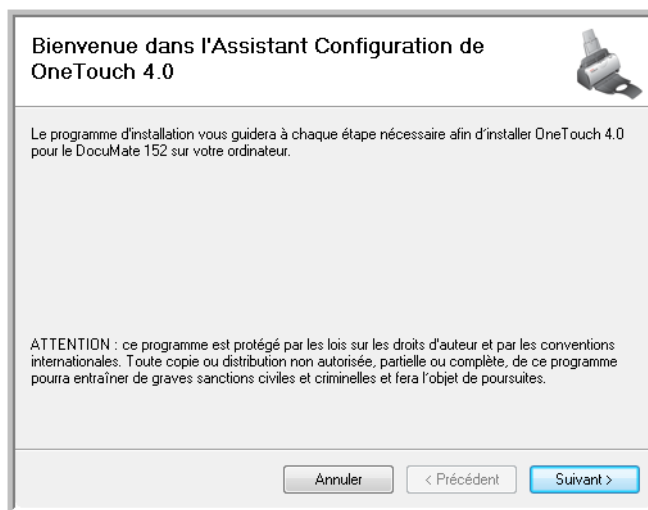 Bienvenue dans l'Assistant Configuration de
OneTouch 4.0
Le programme d'installation vous guidera à chaque étape nécessaire afin d'installer OneTouch 4.0
pour le DocuMate 152 sur votre ordinateur.
ATTENTION : ce programme est protégé par les lois sur les droits d'auteur et par les conventions
internationales. Toute copie ou distribution non autorisée, partielle ou complète, de ce programme
pourra entraîner de graves sanctions civiles et criminelles et fera l'objet de poursuites.
Annuler
< Précédent
Suivant >